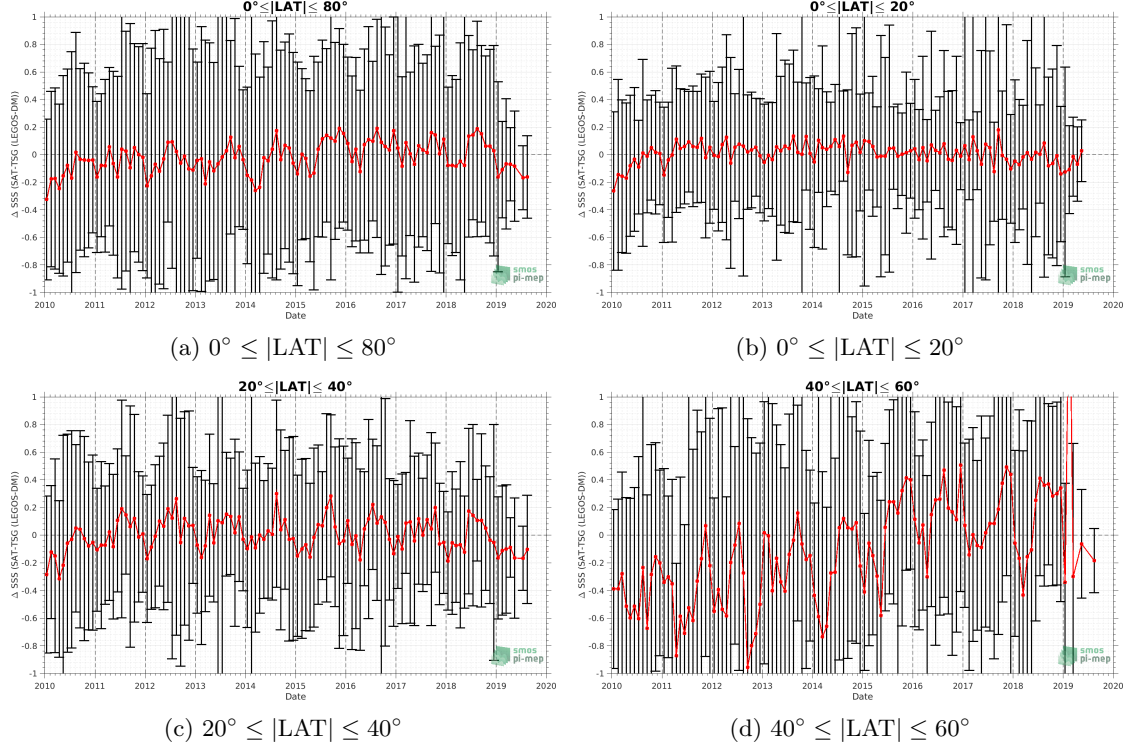 0°≤|LAT|≤ 80°
Δ SSS (SAT-TSG (LEGOS-DM))
1
0.8
0.6
0.4
0.2
0
-0.2
-0.4
-0.6
-0.8
-1
2010 2011 2012 2013 2014 2015 2016 2017 2018 2019 2020
Date
smos
pi-mep
(a) 0° ≤ |LAT| ≤ 80°
0°≤|LAT|≤ 20°
Δ SSS (SAT-TSG (LEGOS-DM))
1
0.8
0.6
0.4
0.2
0
-0.2
-0.4
-0.6
-0.8
-1
2010 2011 2012 2013 2014 2015 2016 2017 2018 2019 2020
Date
smos
pi-mep
(b) 0° ≤ |LAT| ≤ 20°
20°≤|LAT|≤ 40°
Δ SSS (SAT-TSG (LEGOS-DM))
1
0.8
0.6
0.4
0.2
0
-0.2
-0.4
-0.6
-0.8
-1
2010 2011 2012 2013 2014 2015 2016 2017 2018 2019 2020
Date
smos
pi-mep
(c) 20° ≤ |LAT| ≤ 40°
40°≤|LAT|≤ 60°
Δ SSS (SAT-TSG (LEGOS-DM))
1
0.8
0.6
0.4
0.2
0
-0.2
-0.4
-0.6
-0.8
-1
2010 2011 2012 2013 2014 2015 2016 2017 2018 2019 2020
Date
smos
pi-mep
(d) 40° ≤ |LAT| ≤ 60°